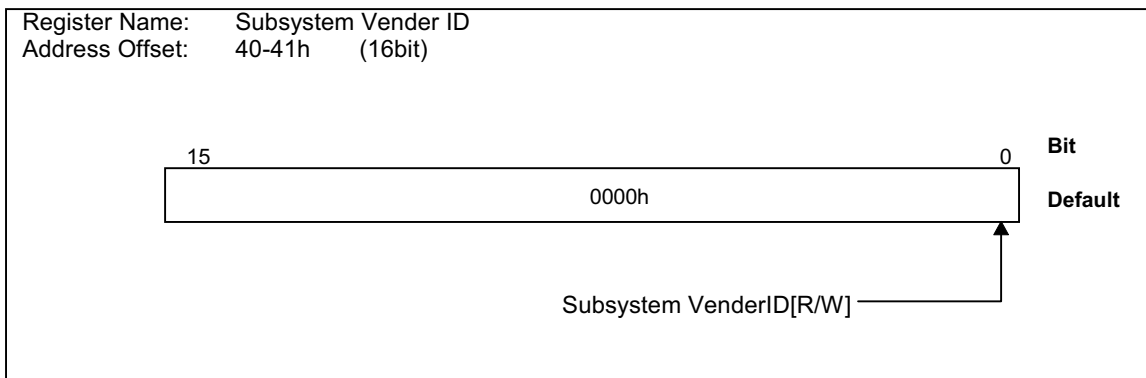 Register Name: Subsystem Vender ID
Address Offset: 40-41h (16bit)
15 0 Bit
0000h Default
Subsystem VenderID[R/W]